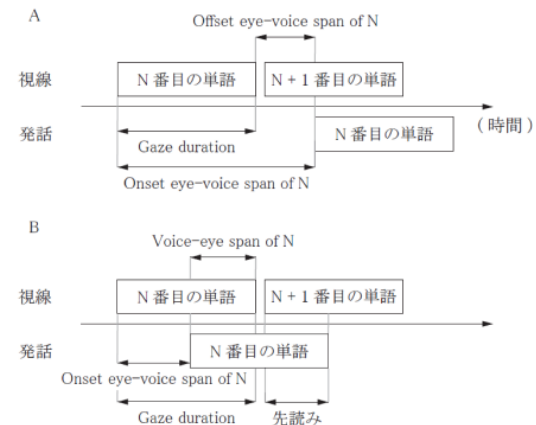 A
Offset eye-voice span of N
視線
N 番目の単語
N + 1 番目の単語
発話
N 番目の単語
(時間)
Gaze duration
Onset eye-voice span of N
B
Voice-eye span of N
視線
N 番目の単語
N + 1 番目の単語
発話
N 番目の単語
Onset eye-voice span of N
Gaze duration
先読み